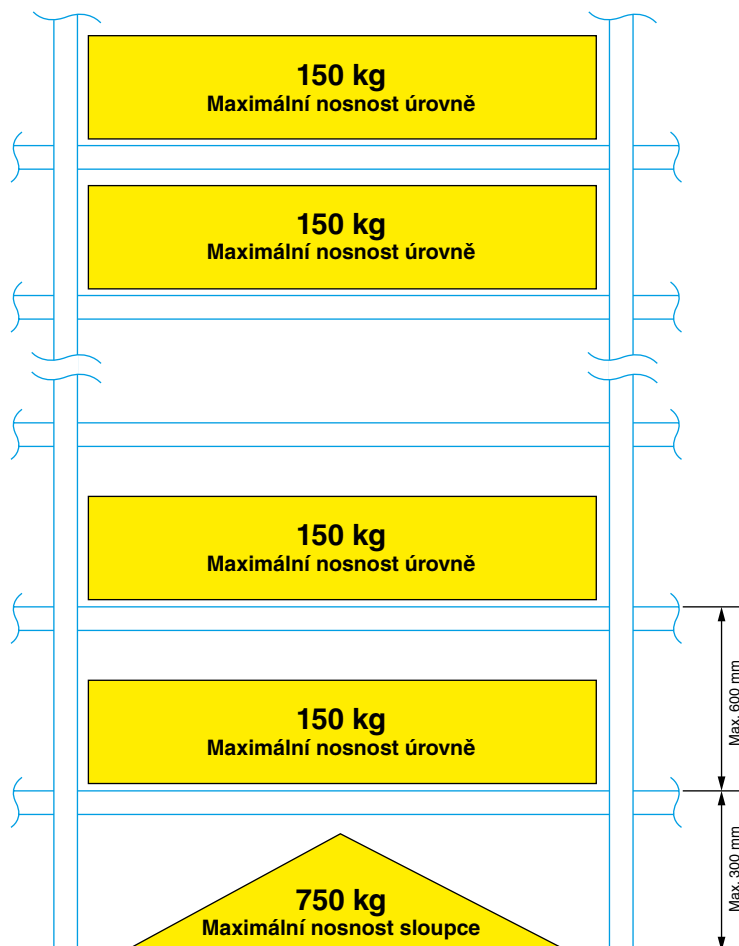 150 kg
Maximální nosnost úrovně
150 kg
Maximální nosnost úrovně
150 kg
Maximální nosnost úrovně
Max. 600 mm
150 kg
Maximální nosnost úrovně
Max. 300 mm
750 kg
Maximální nosnost sloupce